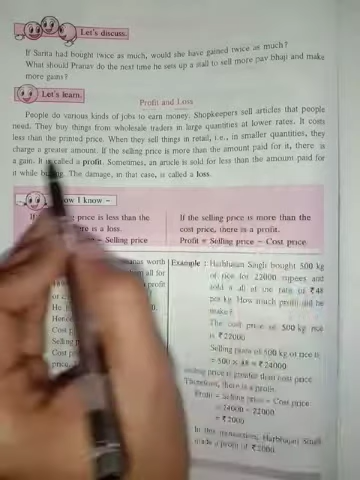 Let's discuss.
If Sarita had bought twice as much, would she have gained twice as much?
What should Pranav do the next time he sets up a stall to sell more pav bhaji and make
more gains?
Let's learn.
Profit and Loss
People do various kinds of jobs to earn money. Shopkeepers sell articles that people
need. They buy things from wholesale traders in large quantities at lower rates. It costs
less than the printed price. When they sell things in retail, i.e., in smaller quantities, they
charge a greater amount. If the selling price is more than the amount paid for it, there is
a gain. It is called a profit. Sometimes, an article is sold for less than the amount paid for
it while buying. The damage, in that case, is called a loss.
Now I know -
If price is less than the
there is a loss.
- Selling price
If the selling price is more than the
cost price, there is a profit.
Profit = Selling price - Cost price
worth
all for
profit
Cost
Selling
Cost
price
Example : Harbhajan Singh bought 500 kg
of rice for 22000 rupees and
sold it all at the rate of ₹48
per kg. How much profit did he
make?
The cost price of 500 kg rice
is ₹22000
Selling price of 500 kg of rice is
= 500 × 48 = ₹24000
Selling price is greater than cost price
Therefore, there is a profit.
Profit = Selling price - Cost price
= 24000 - 22000
= ₹2000
In this transaction, Harbhajan Singh
made a profit of ₹2000.